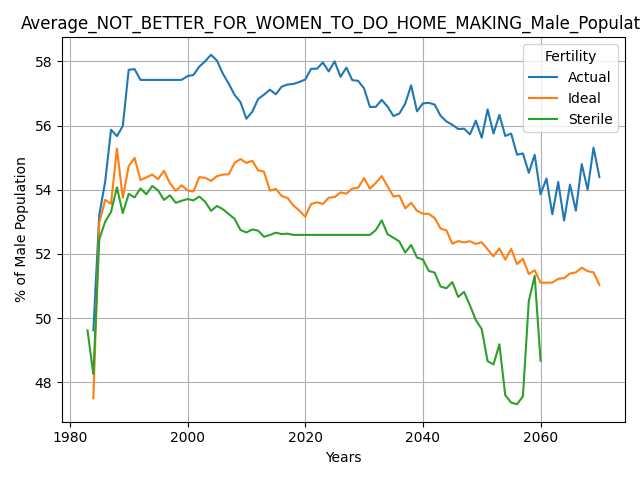 Average_NOT_BETTER_FOR_WOMEN_TO_DO_HOME_MAKING_Male_Populat
% of Male Population
58
56
54
52
50
48
Fertility
Actual
Ideal
Sterile
1980
2000
2020
2040
2060
Years